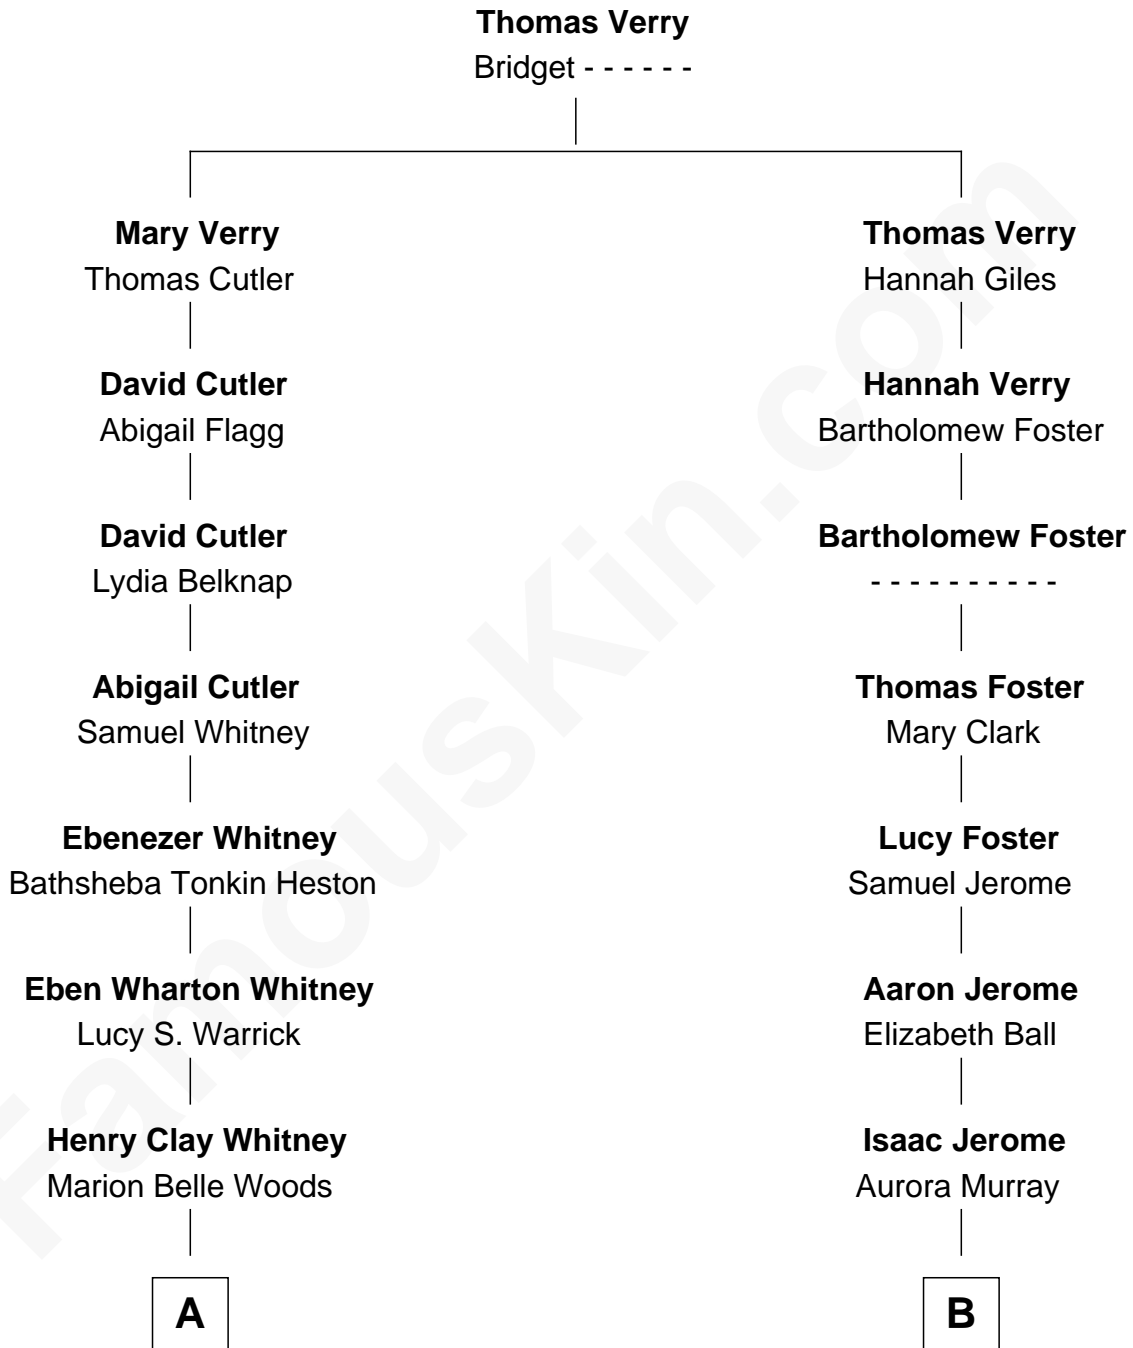 Thomas Verry
Bridget - - - - - -
Mary Verry
Thomas Cutler
Thomas Verry
Hannah Giles
David Cutler
Abigail Flagg
Hannah Verry
Bartholomew Foster
David Cutler
Lydia Belknap
Bartholomew Foster
- - - - - - - - - -
Abigail Cutler
Samuel Whitney
Thomas Foster
Mary Clark
Ebenezer Whitney
Bathsheba Tonkin Heston
Lucy Foster
Samuel Jerome
Eben Wharton Whitney
Lucy S. Warrick
Aaron Jerome
Elizabeth Ball
Henry Clay Whitney
Marion Belle Woods
Isaac Jerome
Aurora Murray
A
B
FamousKin.com